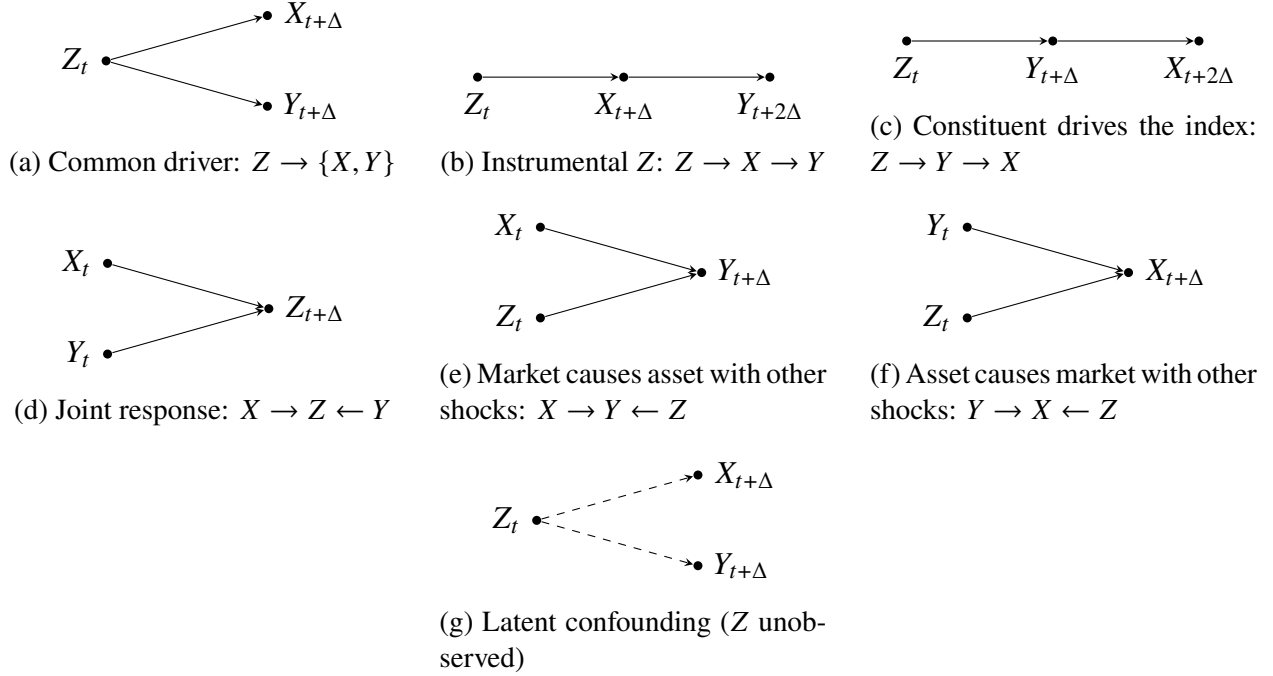 X_{t+Δ}
Z_t
Y_{t+Δ}
(a) Common driver: Z → {X, Y}
Z_t X_{t+Δ} Y_{t+2Δ}
(b) Instrumental Z: Z → X → Y
Z_t Y_{t+Δ} X_{t+2Δ}
(c) Constituent drives the index:
Z → Y → X
X_t
Z_{t+Δ}
Y_t
(d) Joint response: X → Z ← Y
X_t
Y_{t+Δ}
Z_t
(e) Market causes asset with other
shocks: X → Y ← Z
Y_t
X_{t+Δ}
Z_t
(f) Asset causes market with other
shocks: Y → X ← Z
X_{t+Δ}
Z_t
Y_{t+Δ}
(g) Latent confounding (Z unob-
served)